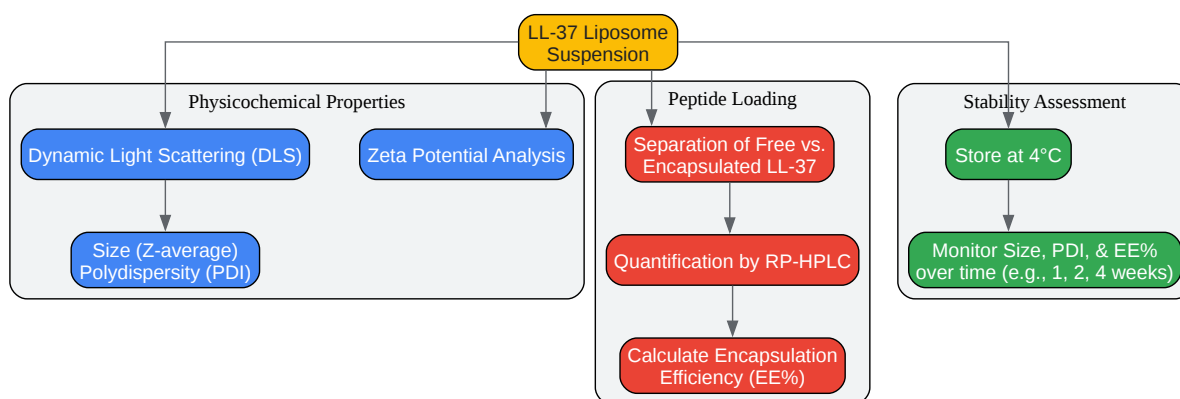 LL-37 Liposome
Suspension
Physicochemical Properties
Dynamic Light Scattering (DLS)
Zeta Potential Analysis
Size (Z-average)
Polydispersity (PDI)
Peptide Loading
Separation of Free vs.
Encapsulated LL-37
Quantification by RP-HPLC
Calculate Encapsulation
Efficiency (EE%)
Stability Assessment
Store at 4°C
Monitor Size, PDI, & EE%
over time (e.g., 1, 2, 4 weeks)